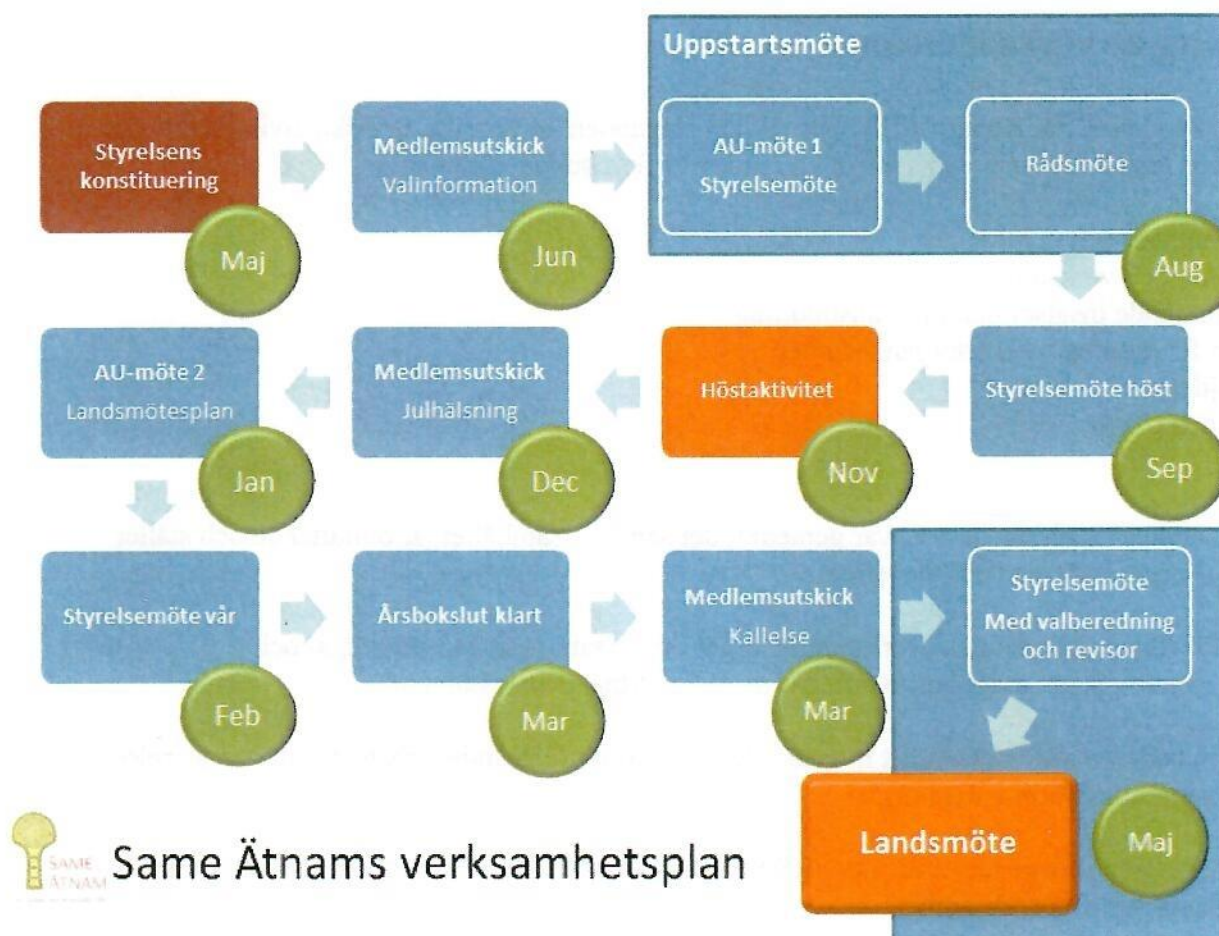 Uppstartsmöte
Styrelsens
konstituering
Maj
Medlemsutskick
Valinformation
Jun
AU-möte 1
Styrelsemöte
Rådsmöte
Aug
AU-möte 2
Landsmötesplan
Jan
Medlemsutskick
Julhälsning
Dec
Höstaktivitet
Nov
Styrelsemöte höst
Sep
Styrelsemöte vår
Feb
Årsbokslut klart
Mar
Medlemsutskick
Kallelse
Mar
Styrelsemöte
Med valberedning
och revisor
Landsmöte
Maj
SAME
ÄTNAM
Same Ätnams verksamhetsplan